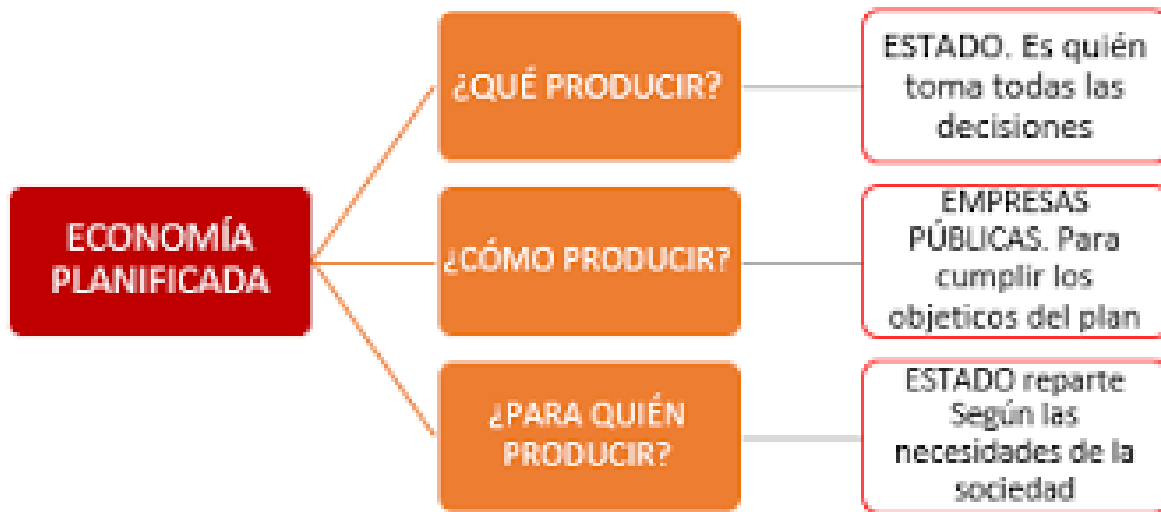 ECONOMÍA
PLANIFICADA
¿QUÉ PRODUCIR?
ESTADO. Es quién
toma todas las
decisiones
¿CÓMO PRODUCIR?
EMPRESAS
PÚBLICAS. Para
cumplir los
objeticos del plan
¿PARA QUIÉN
PRODUCIR?
ESTADO reparte
Según las
necesidades de la
sociedad